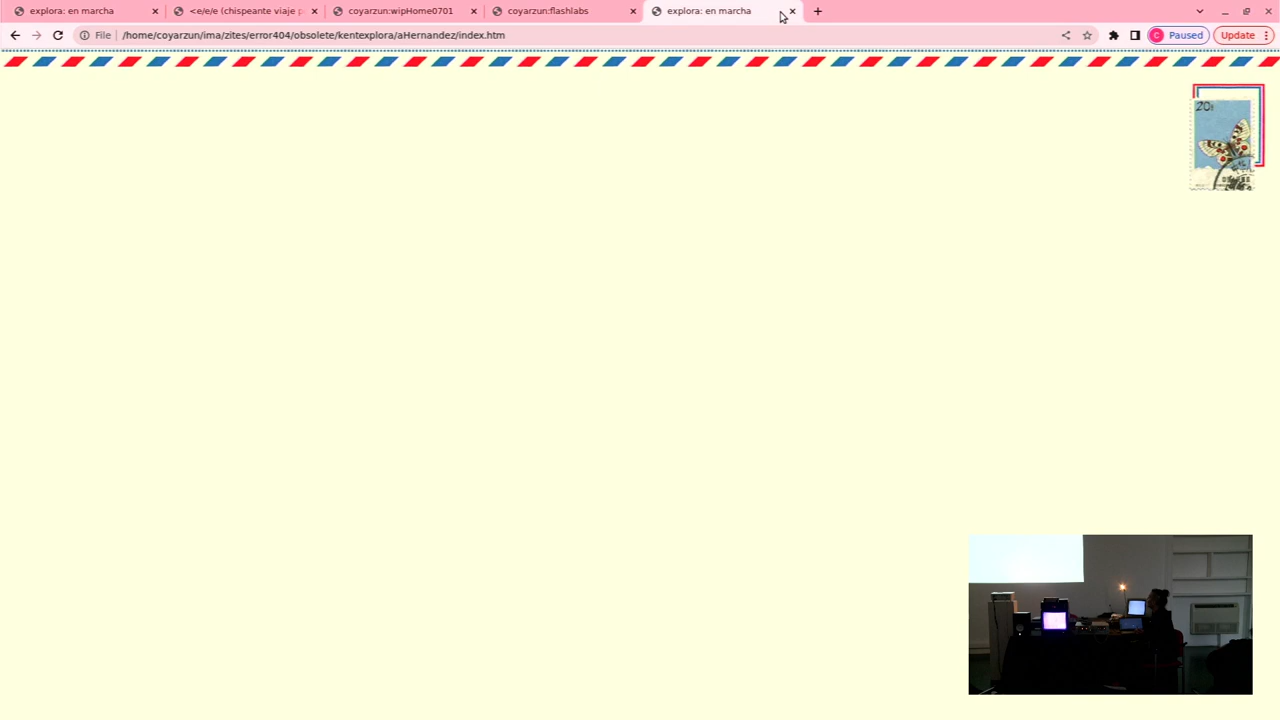 explora: en marcha
<e/e/e (chispeante viaje p
coyarzun:wipHome0701
coyarzun:flashlabs
explora: en marcha
File
/home/coyarzun/ima/zites/error404/obsolete/kentexplora/aHernandez/index.htm
C
Paused
Update
20